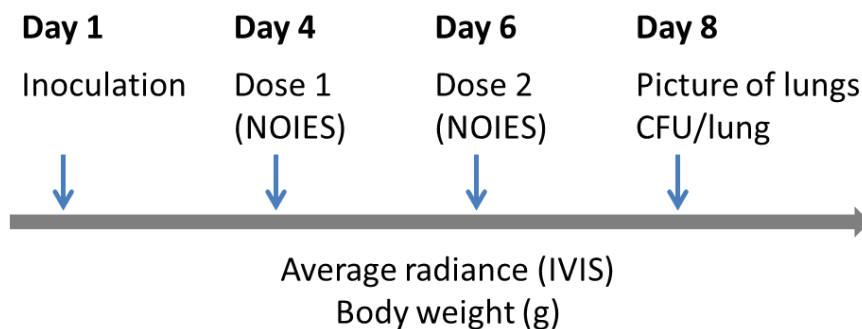 Day 1
Inoculation
Day 4
Dose 1
(NOIES)
Day 6
Dose 2
(NOIES)
Day 8
Picture of lungs
CFU/lung
Average radiance (IVIS)
Body weight (g)